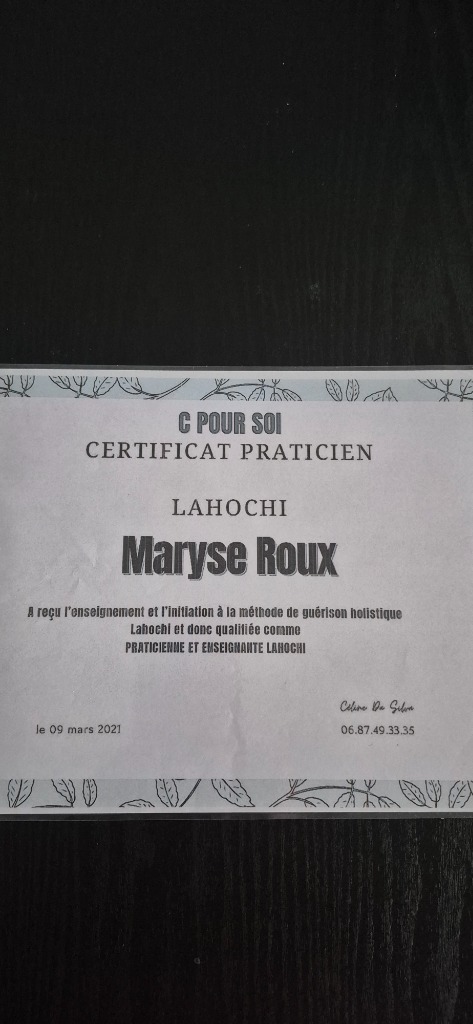 C POUR SOI
CERTIFICAT PRATICIEN
LAHOCHI
Maryse Roux
A reçu l'enseignement et l'initiation à la méthode de guérison holistique
Lahochi et donc qualifiée comme
PRATICIENNE ET ENSEIGNANTE LAHOCHI
Céline Da Silva
le 09 mars 2021
06.87.49.33.35